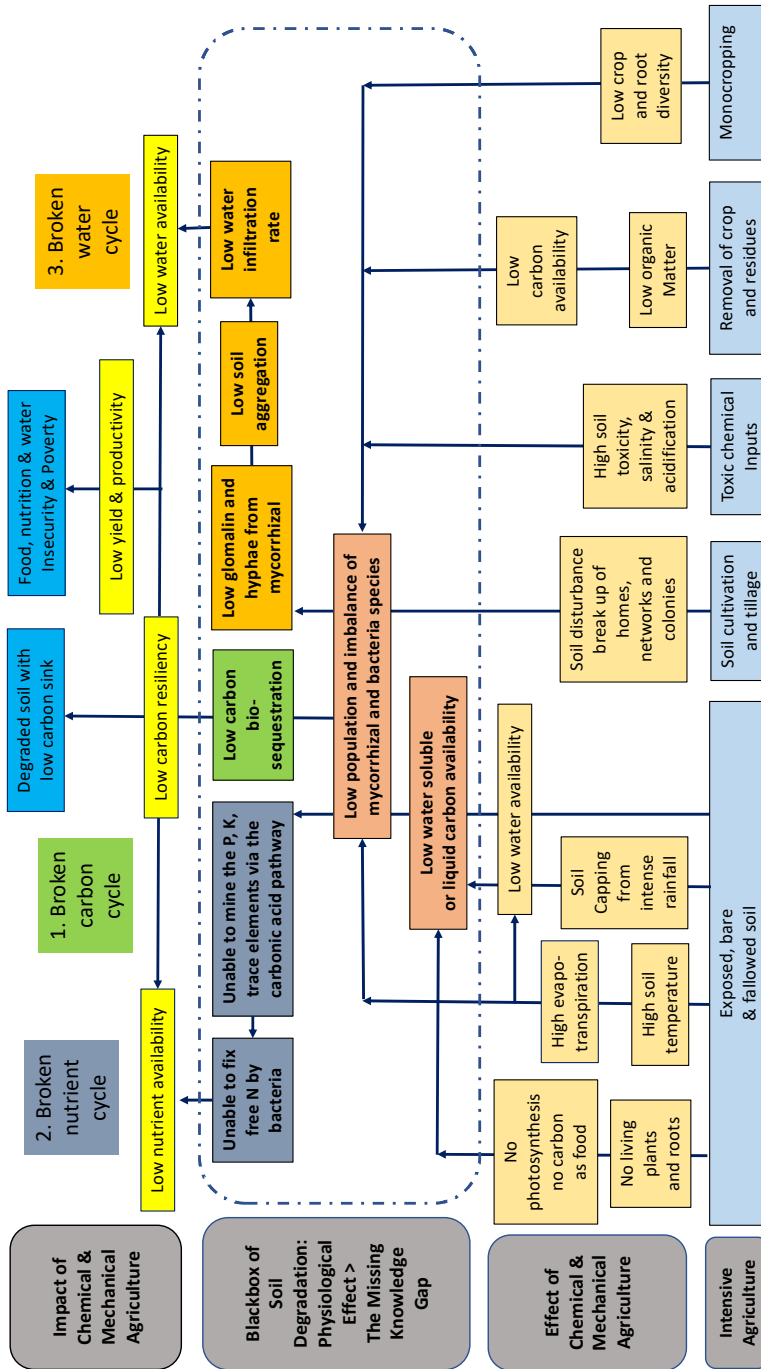 Impact of
Chemical &
Mechanical
Agriculture
2. Broken
nutrient
cycle
1. Broken
carbon
cycle
3. Broken
water
cycle
Degraded soil with
low carbon sink
Food, nutrition & water
Insecurity & Poverty
Low yield & productivity
Low nutrient availability
Low carbon resiliency
Low water availability
Blackbox of
Soil
Degradation:
Physiological
Effect >
The Missing
Knowledge
Gap
Unable to fix
free N by
bacteria
Unable to mine the P, K,
trace elements via the
carbonic acid pathway
Low carbon
bio-
sequestration
Low glomalin and
hyphae from
mycorrhizal
Low soil
aggregation
Low water
infiltration
rate
Low population and imbalance of
mycorrhizal and bacteria species
Low water soluble
or liquid carbon availability
Effect of
Chemical &
Mechanical
Agriculture
No
photosynthesis
no carbon
as food
No living
plants
and roots
High evapo-
transpiration
High soil
temperature
Low water availability
Soil
Capping from
intense
rainfall
Soil disturbance
break up of
homes,
networks and
colonies
High soil
toxicity,
salinity &
acidification
Low
carbon
availability
Low organic
Matter
Low crop
and root
diversity
Intensive
Agriculture
Exposed, bare
& fallowed soil
Soil cultivation
and tillage
Toxic chemical
Inputs
Removal of crop
and residues
Monocropping